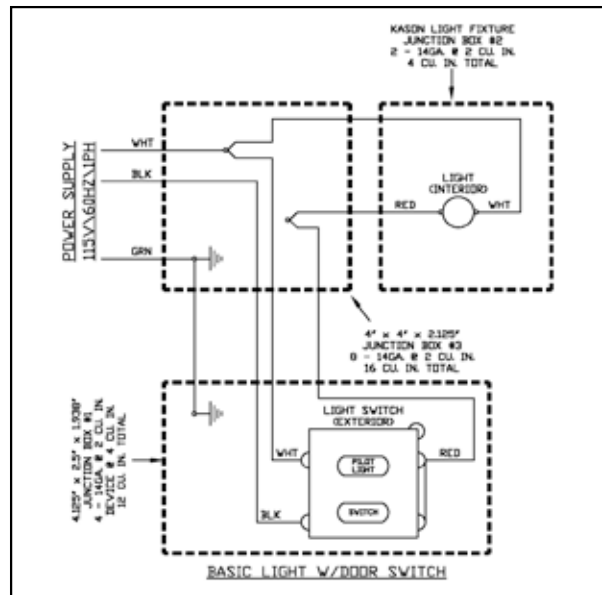 KASON LIGHT FIXTURE
JUNCTION BOX #2
2 - 14GA. @ 2 CU. IN.
4 CU. IN. TOTAL
POWER SUPPLY
115V\60HZ\1PH
WHT
BLK
GRN
LIGHT
(INTERIOR)
RED
WHT
4" x 4" x 2.125"
JUNCTION BOX #3
8 - 14GA. @ 2 CU. IN.
16 CU. IN. TOTAL
4.125" x 2.5" x 1.938"
JUNCTION BOX #1
4 - 14GA. @ 2 CU. IN.
DEVICE @ 4 CU. IN.
12 CU. IN. TOTAL
LIGHT SWITCH
(EXTERIOR)
WHT
PILOT
LIGHT
RED
BLK
SWITCH
BASIC LIGHT W/DOOR SWITCH